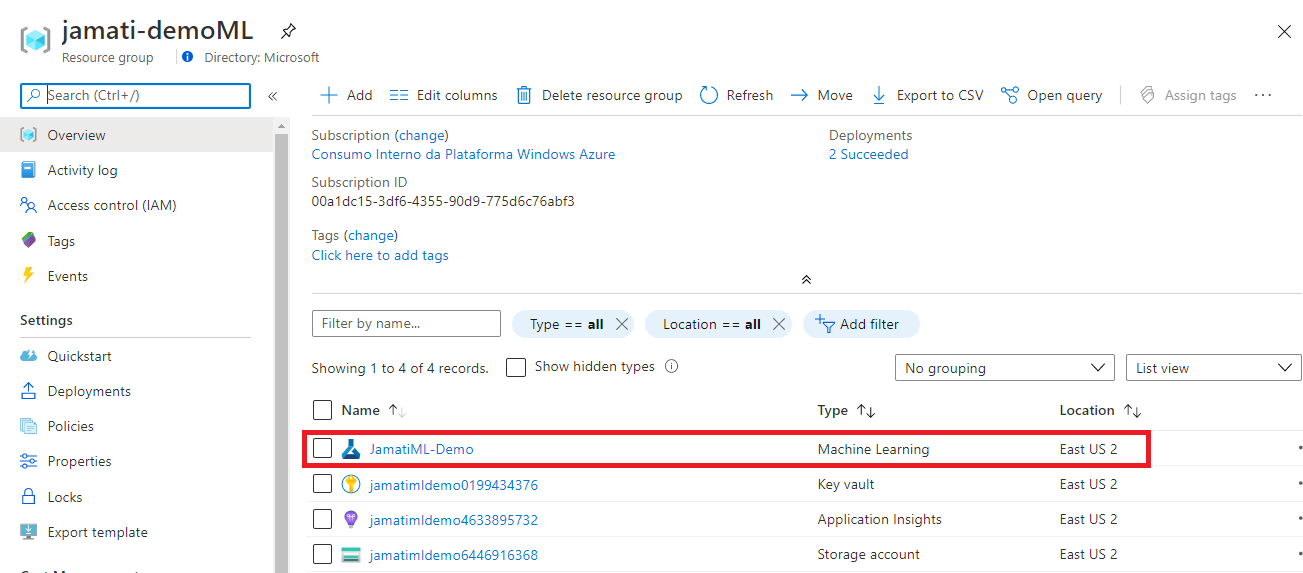 jamati-demoML
Resource group
Directory: Microsoft
Search (Ctrl+/)
«
Add
Edit columns
Delete resource group
Refresh
Move
Export to CSV
Open query
Assign tags
...
Overview
Activity log
Access control (IAM)
Tags
Events
Settings
Quickstart
Deployments
Policies
Properties
Locks
Export template
Subscription (change)
Consumo Interno da Plataforma Windows Azure
Deployments
2 Succeeded
Subscription ID
00a1dc15-3df6-4355-90d9-775d6c76abf3
Tags (change)
Click here to add tags
Filter by name...
Type == all
Location == all
Add filter
Showing 1 to 4 of 4 records.
Show hidden types
No grouping
List view
Name Type Location
JamatiML-Demo Machine Learning East US 2
jamatimldemo0199434376 Key vault East US 2
jamatimldemo4633895732 Application Insights East US 2
jamatimldemo6446916368 Storage account East US 2